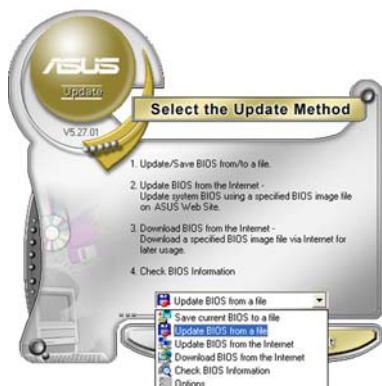 ASUS
Update
V5.27.01
Select the Update Method
1. Update/Save BIOS from/to a file.
2. Update BIOS from the Internet -
Update system BIOS using a specified BIOS image file
on ASUS Web Site.
3. Download BIOS from the Internet -
Download a specified BIOS image file via Internet for
later usage.
4. Check BIOS Information
Update BIOS from a file
Save current BIOS to a file
Update BIOS from a file
Update BIOS from the Internet
Download BIOS from the Internet
Check BIOS Information
Options